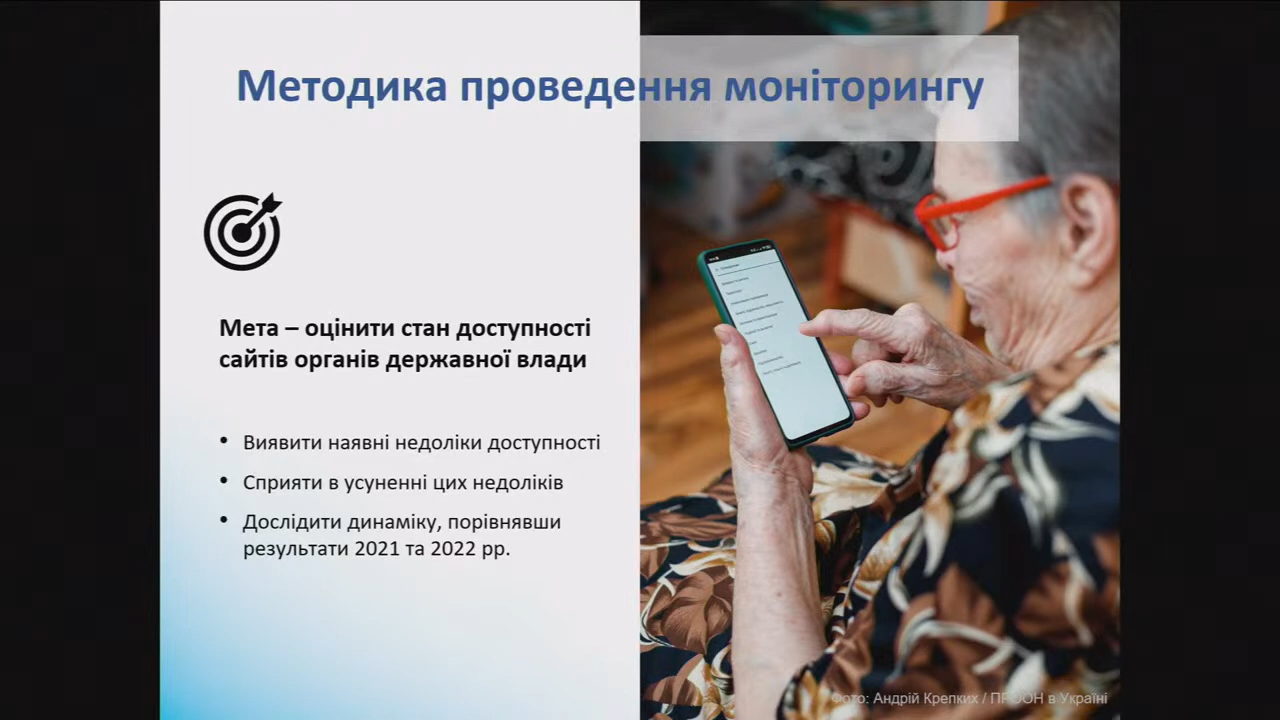 Методика проведення моніторингу
Мета – оцінити стан доступності
сайтів органів державної влади
• Виявити наявні недоліки доступності
• Сприяти в усуненні цих недоліків
• Дослідити динаміку, порівнявши
результати 2021 та 2022 рр.
Фото: Андрій Крепких / ПРООН в Україні